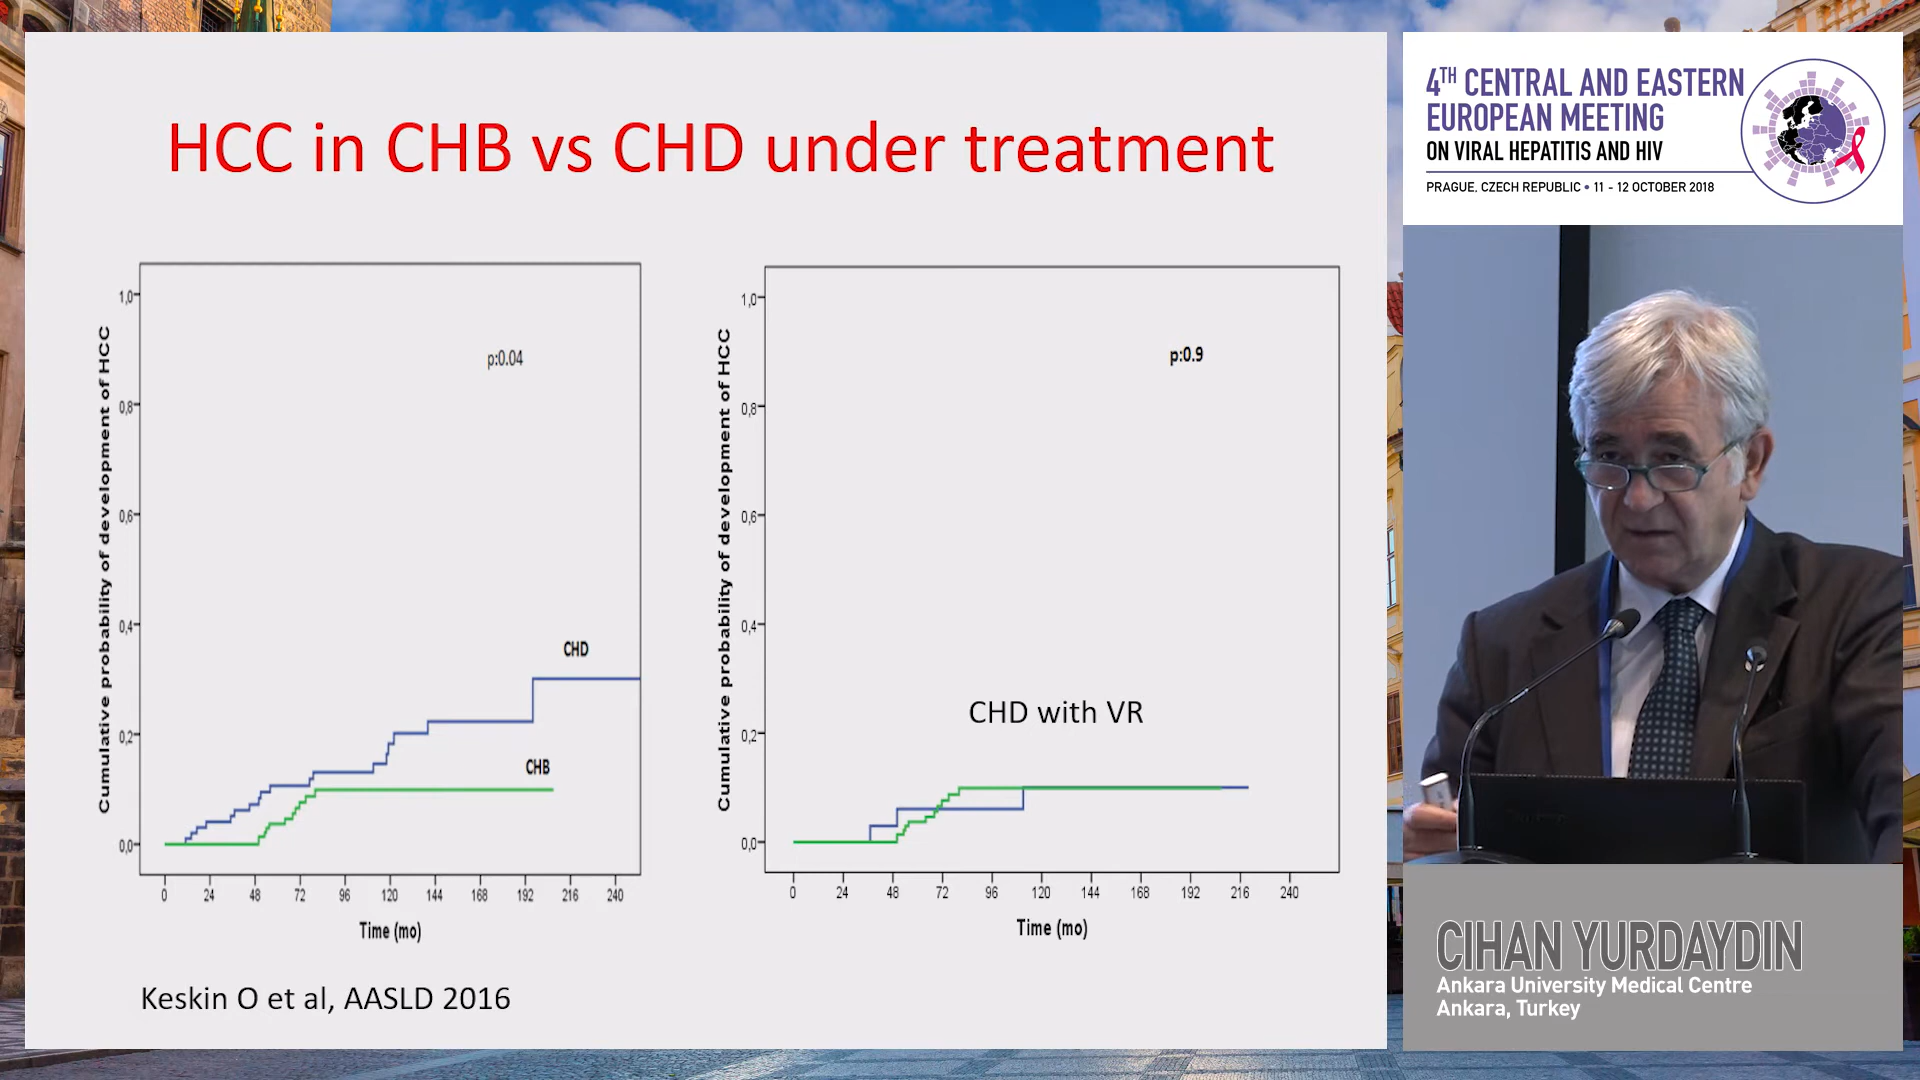 HCC in CHB vs CHD under treatment
Cumulative probability of development of HCC
1,0
0,8
0,6
0,4
0,2
0,0
p:0.04
CHD
CHB
0 24 48 72 96 120 144 168 192 216 240
Time (mo)
Cumulative probability of development of HCC
1,0
0,8
0,6
0,4
0,2
0,0
p:0.9
CHD with VR
0 24 48 72 96 120 144 168 192 216 240
Time (mo)
Keskin O et al, AASLD 2016
4TH CENTRAL AND EASTERN
EUROPEAN MEETING
ON VIRAL HEPATITIS AND HIV
PRAGUE, CZECH REPUBLIC • 11 - 12 OCTOBER 2018
CIHAN YURDAYDIN
Ankara University Medical Centre
Ankara, Turkey